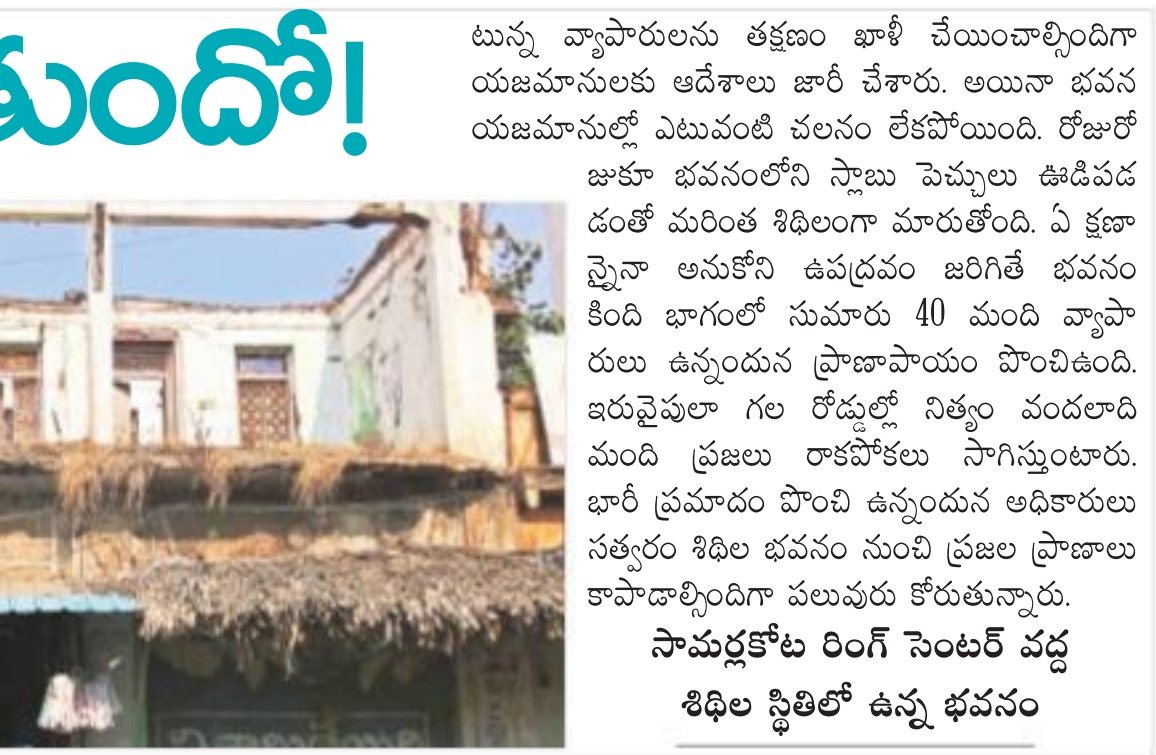 తుందో!
టున్న వ్యాపారులను తక్షణం ఖాళీ చేయించాల్సిందిగా
యజమానులకు ఆదేశాలు జారీ చేశారు. అయినా భవన
యజమానుల్లో ఎటువంటి చలనం లేకపోయింది. రోజురో
జుకూ భవనంలోని స్లాబు పెచ్చులు ఊడిపడ
డంతో మరింత శిథిలంగా మారుతోంది. ఏ క్షణా
న్నైనా అనుకోని ఉపద్రవం జరిగితే భవనం
కింది భాగంలో సుమారు 40 మంది వ్యాపా
రులు ఉన్నందున ప్రాణాపాయం పొంచిఉంది.
ఇరువైపులా గల రోడ్డుల్లో నిత్యం వందలాది
మంది ప్రజలు రాకపోకలు సాగిస్తుంటారు.
భారీ ప్రమాదం పొంచి ఉన్నందున అధికారులు
సత్వరం శిథిల భవనం నుంచి ప్రజల ప్రాణాలు
కాపాడాల్సిందిగా పలువురు కోరుతున్నారు.
సామర్లకోట రింగ్ సెంటర్ వద్ద
శిథిల స్థితిలో ఉన్న భవనం